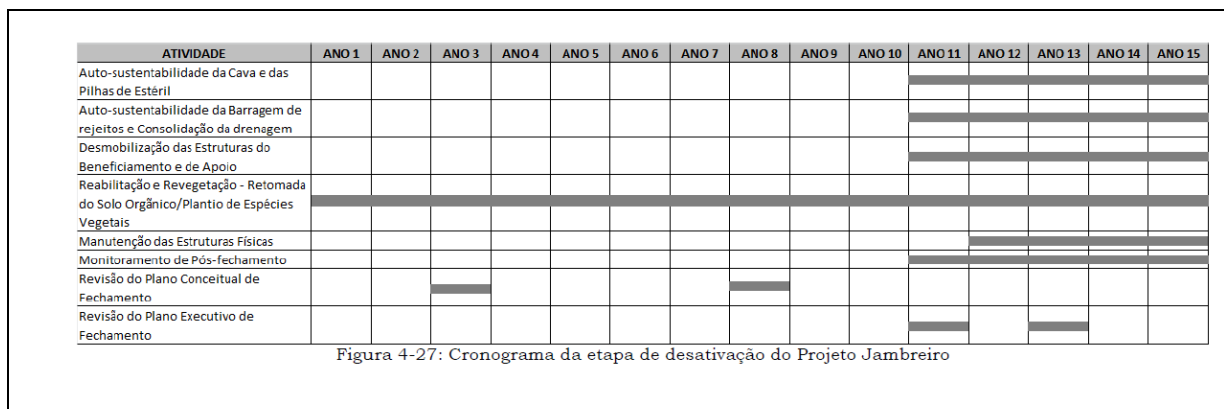 ATIVIDADE ANO 1 ANO 2 ANO 3 ANO 4 ANO 5 ANO 6 ANO 7 ANO 8 ANO 9 ANO 10 ANO 11 ANO 12 ANO 13 ANO 14 ANO 15
Auto-sustentabilidade da Cava e das
Pilhas de Estéril
Auto-sustentabilidade da Barragem de
rejeitos e Consolidação da drenagem
Desmobilização das Estruturas do
Beneficiamento e de Apoio
Reabilitação e Revegetação - Retomada
do Solo Orgânico/Plantio de Espécies
Vegetais
Manutenção das Estruturas Físicas
Monitoramento de Pós-fechamento
Revisão do Plano Conceitual de
Fechamento
Revisão do Plano Executivo de
Fechamento
Figura 4-27: Cronograma da etapa de desativação do Projeto Jambreiro